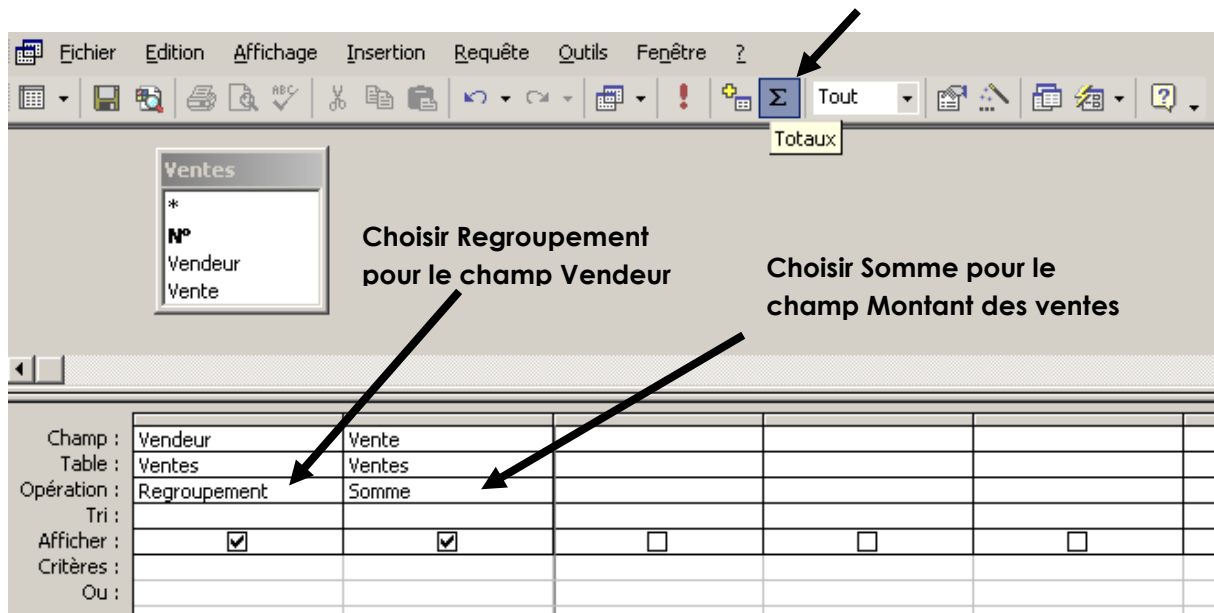 Fichier Edition Affichage Insertion Requête Outils Fenêtre ?
ABC Σ Tout
Totaux
Ventes
*
N°
Vendeur
Vente
Choisir Regroupement
pour le champ Vendeur
Choisir Somme pour le
champ Montant des ventes
Champ : Vendeur Vente
Table : Ventes Ventes
Opération : Regroupement Somme
Tri :
Afficher :
Critères :
Ou :